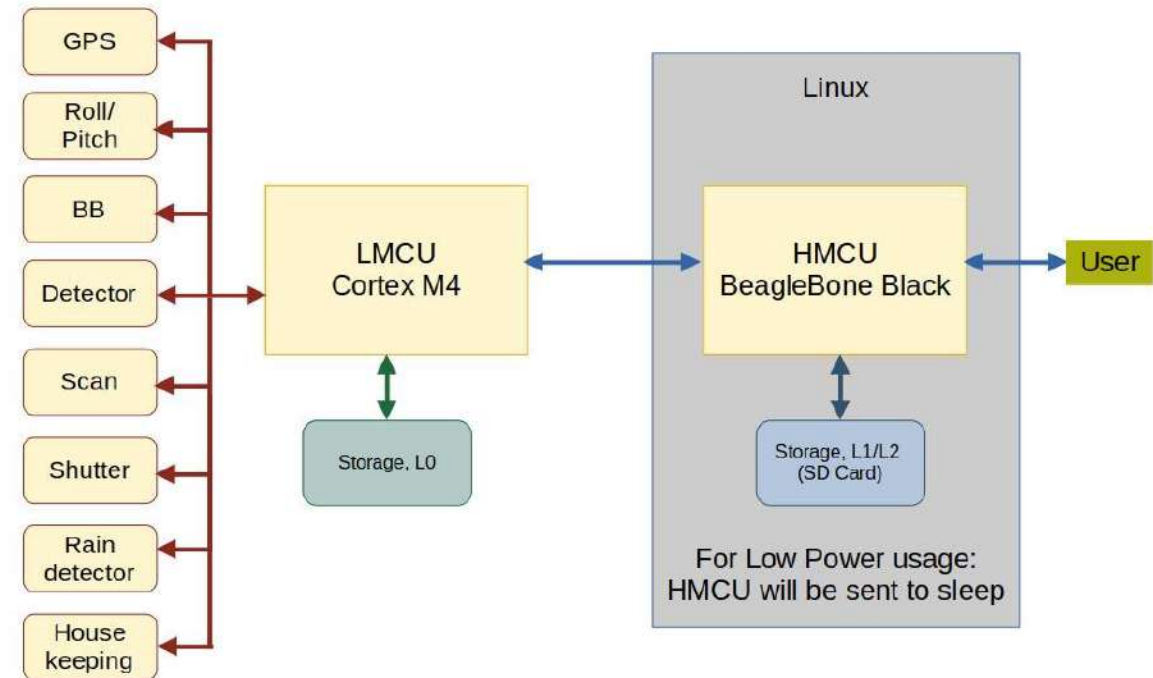 GPS
Roll/
Pitch
BB
Detector
Scan
Shutter
Rain
detector
House
keeping
LMCU
Cortex M4
Storage, L0
Linux
HMCU
BeagleBone Black
Storage, L1/L2
(SD Card)
For Low Power usage:
HMCU will be sent to sleep
User